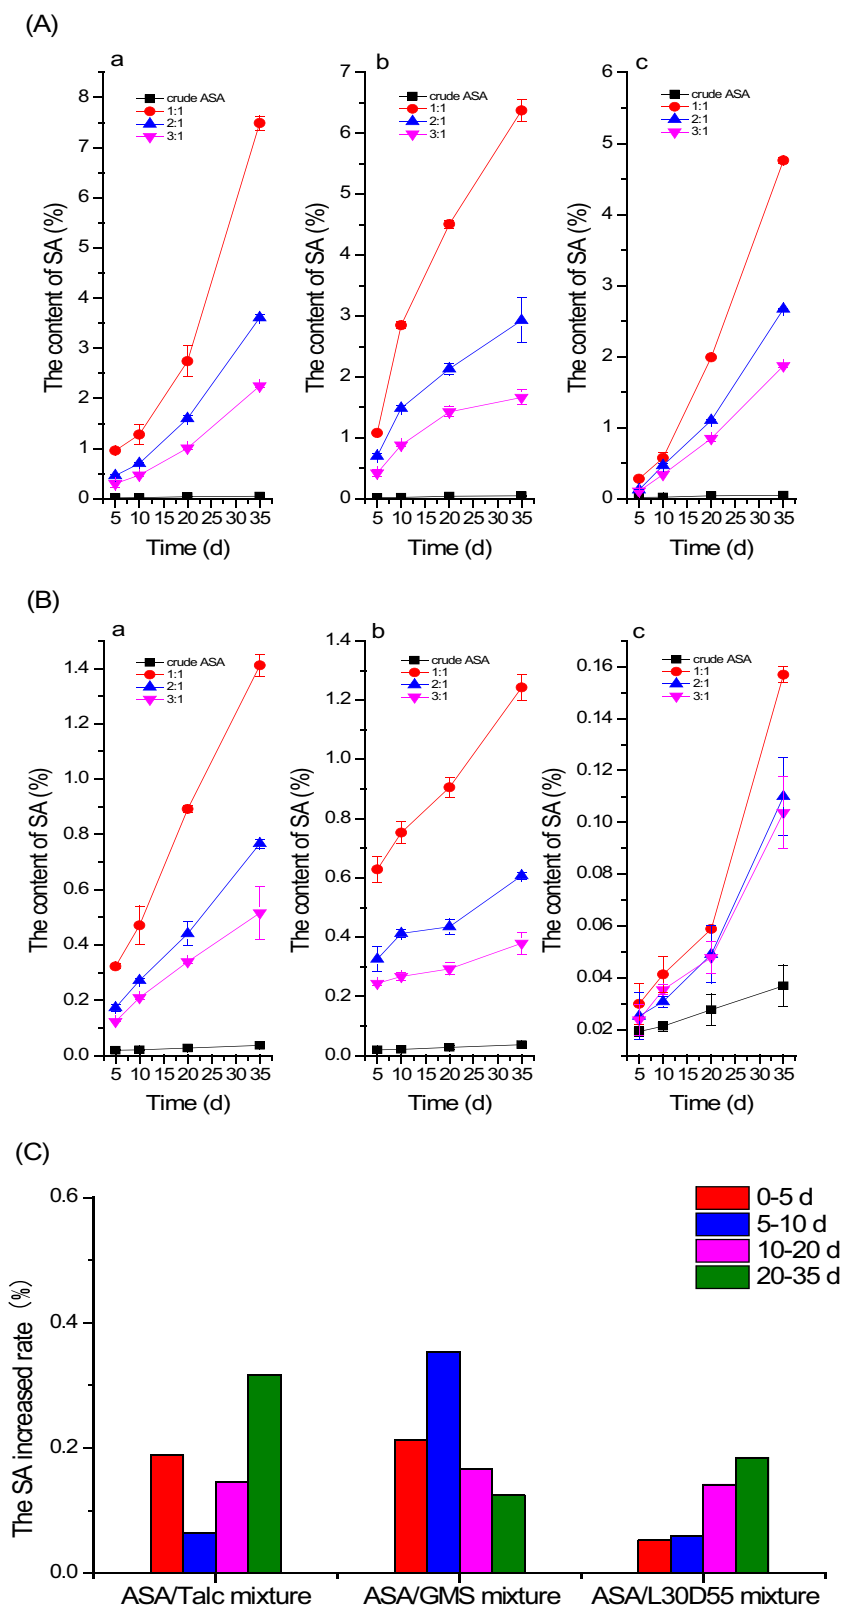 (A)
a
crude ASA
1:1
2:1
3:1
The content of SA (%)
8
7
6
5
4
3
2
1
0
5 10 15 20 25 30 35
Time (d)
b
crude ASA
1:1
2:1
3:1
The content of SA (%)
7
6
5
4
3
2
1
0
5 10 15 20 25 30 35
Time (d)
c
crude ASA
1:1
2:1
3:1
The content of SA (%)
6
5
4
3
2
1
0
5 10 15 20 25 30 35
Time (d)
(B)
a
crude ASA
1:1
2:1
3:1
The content of SA (%)
1.4
1.2
1.0
0.8
0.6
0.4
0.2
0.0
5 10 15 20 25 30 35
Time (d)
b
crude ASA
1:1
2:1
3:1
The content of SA (%)
1.4
1.2
1.0
0.8
0.6
0.4
0.2
0.0
5 10 15 20 25 30 35
Time (d)
c
crude ASA
1:1
2:1
3:1
The content of SA (%)
0.16
0.14
0.12
0.10
0.08
0.06
0.04
0.02
5 10 15 20 25 30 35
Time (d)
(C)
0-5 d
5-10 d
10-20 d
20-35 d
The SA increased rate (%)
0.6
0.4
0.2
0.0
ASA/Talc mixture
ASA/GMS mixture
ASA/L30D55 mixture